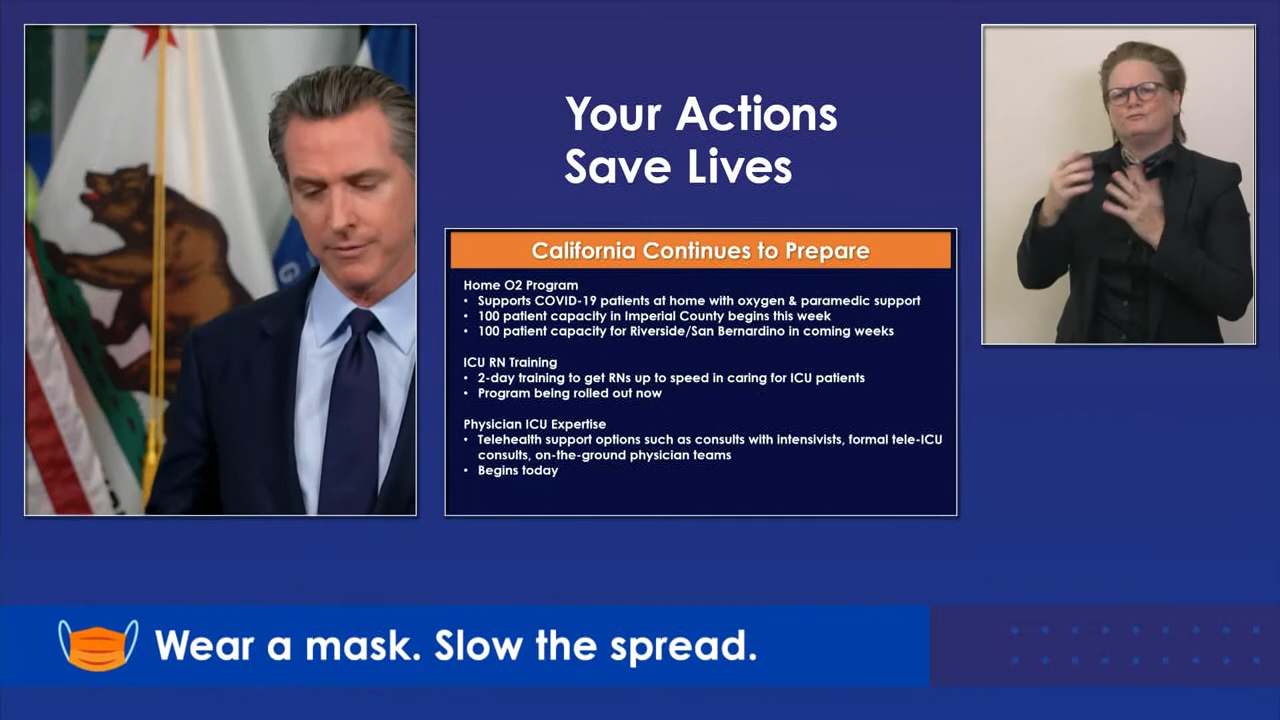 Your Actions
Save Lives
California Continues to Prepare
Home O2 Program
• Supports COVID-19 patients at home with oxygen & paramedic support
• 100 patient capacity in Imperial County begins this week
• 100 patient capacity for Riverside/San Bernardino in coming weeks
ICU RN Training
• 2-day training to get RNs up to speed in caring for ICU patients
• Program being rolled out now
Physician ICU Expertise
• Telehealth support options such as consults with intensivists, formal tele-ICU
consults, on-the-ground physician teams
• Begins today
Wear a mask. Slow the spread.